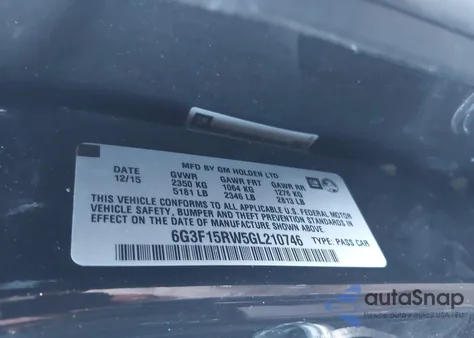 MFD BY GM HOLDEN LTD
DATE GVWR GAWR FRT GAWR RR
12/15 2350 KG 1064 KG 1276 KG
5181 LB 2346 LB 2813 LB
THIS VEHICLE CONFORMS TO ALL APPLICABLE U.S. FEDERAL MOTOR
VEHICLE SAFETY, BUMPER AND THEFT PREVENTION STANDARDS IN
EFFECT ON THE DATE OF MANUFACTURE SHOWN ABOVE.
6G3F15RW5GL210746 TYPE: PASS CAR
autoSnap